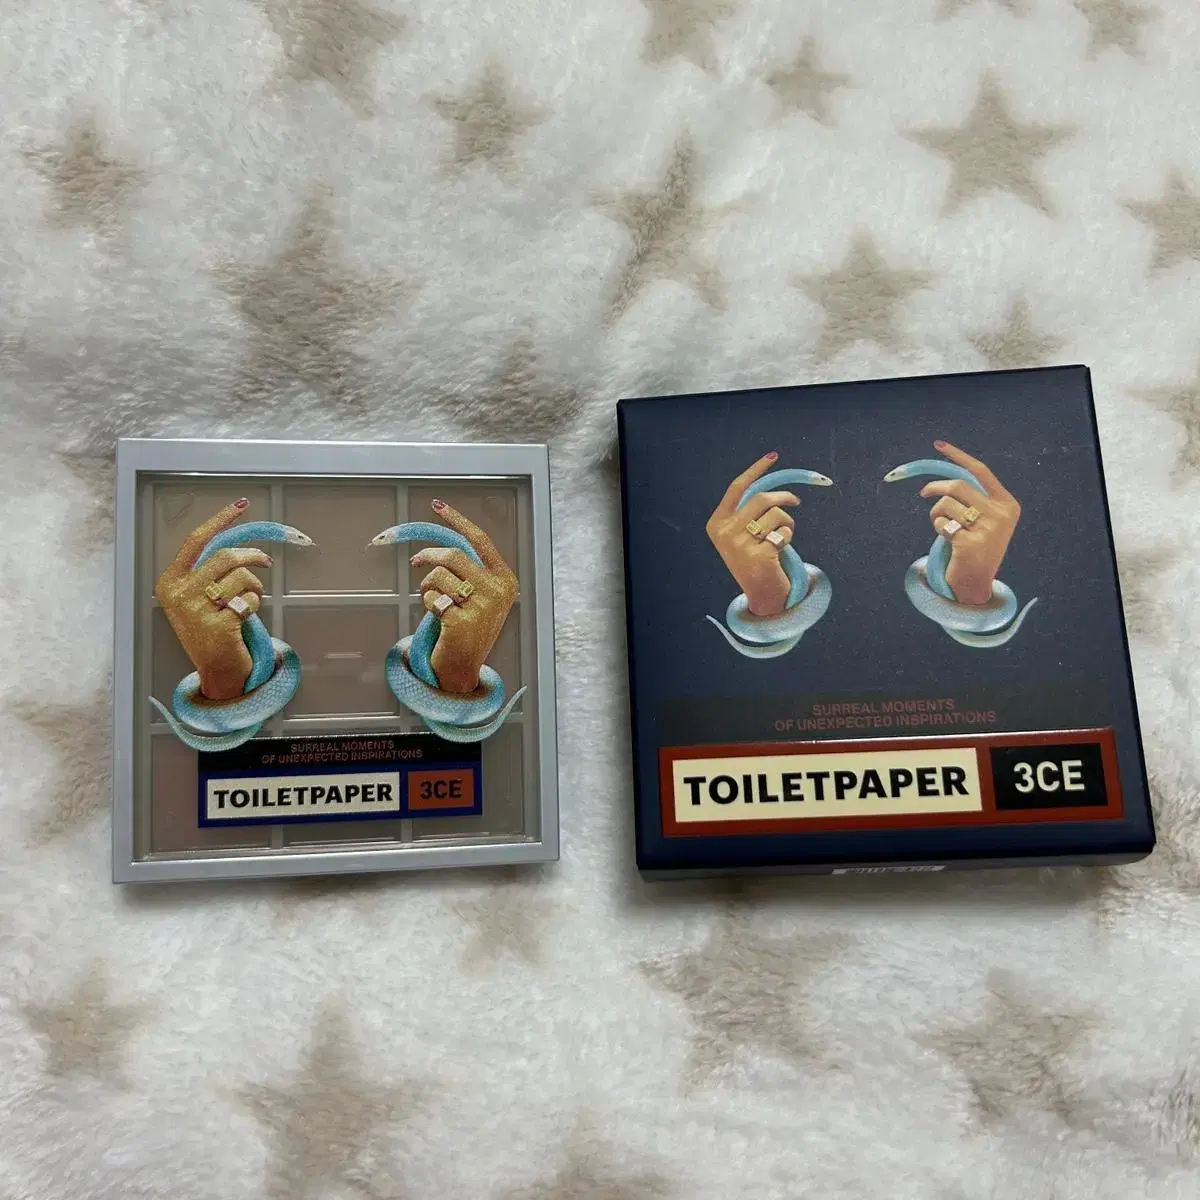 SURREAL MOMENTS
OF UNEXPECTED INSPIRATIONS
TOILETPAPER 3CE
SURREAL MOMENTS
OF UNEXPECTED INSPIRATIONS
TOILETPAPER 3CE